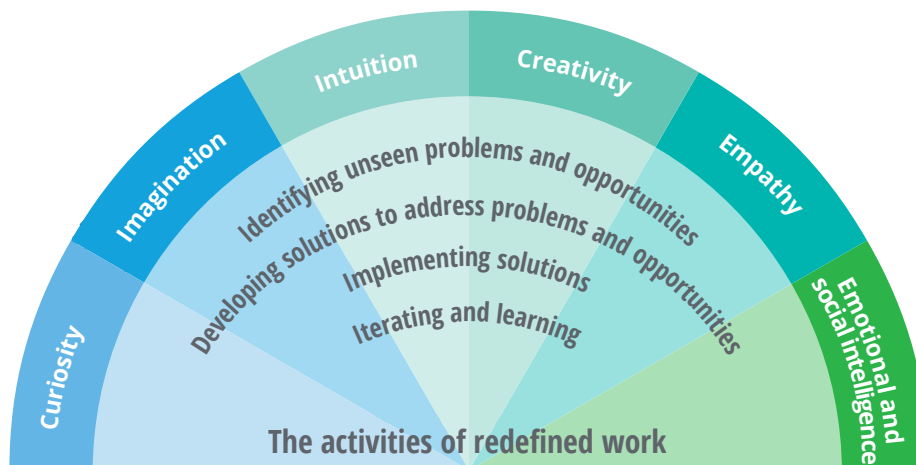 Curiosity
Imagination
Intuition
Creativity
Empathy
Emotional and
social intelligence
Identifying unseen problems and opportunities
Developing solutions to address problems and opportunities
Implementing solutions
Iterating and learning
The activities of redefined work